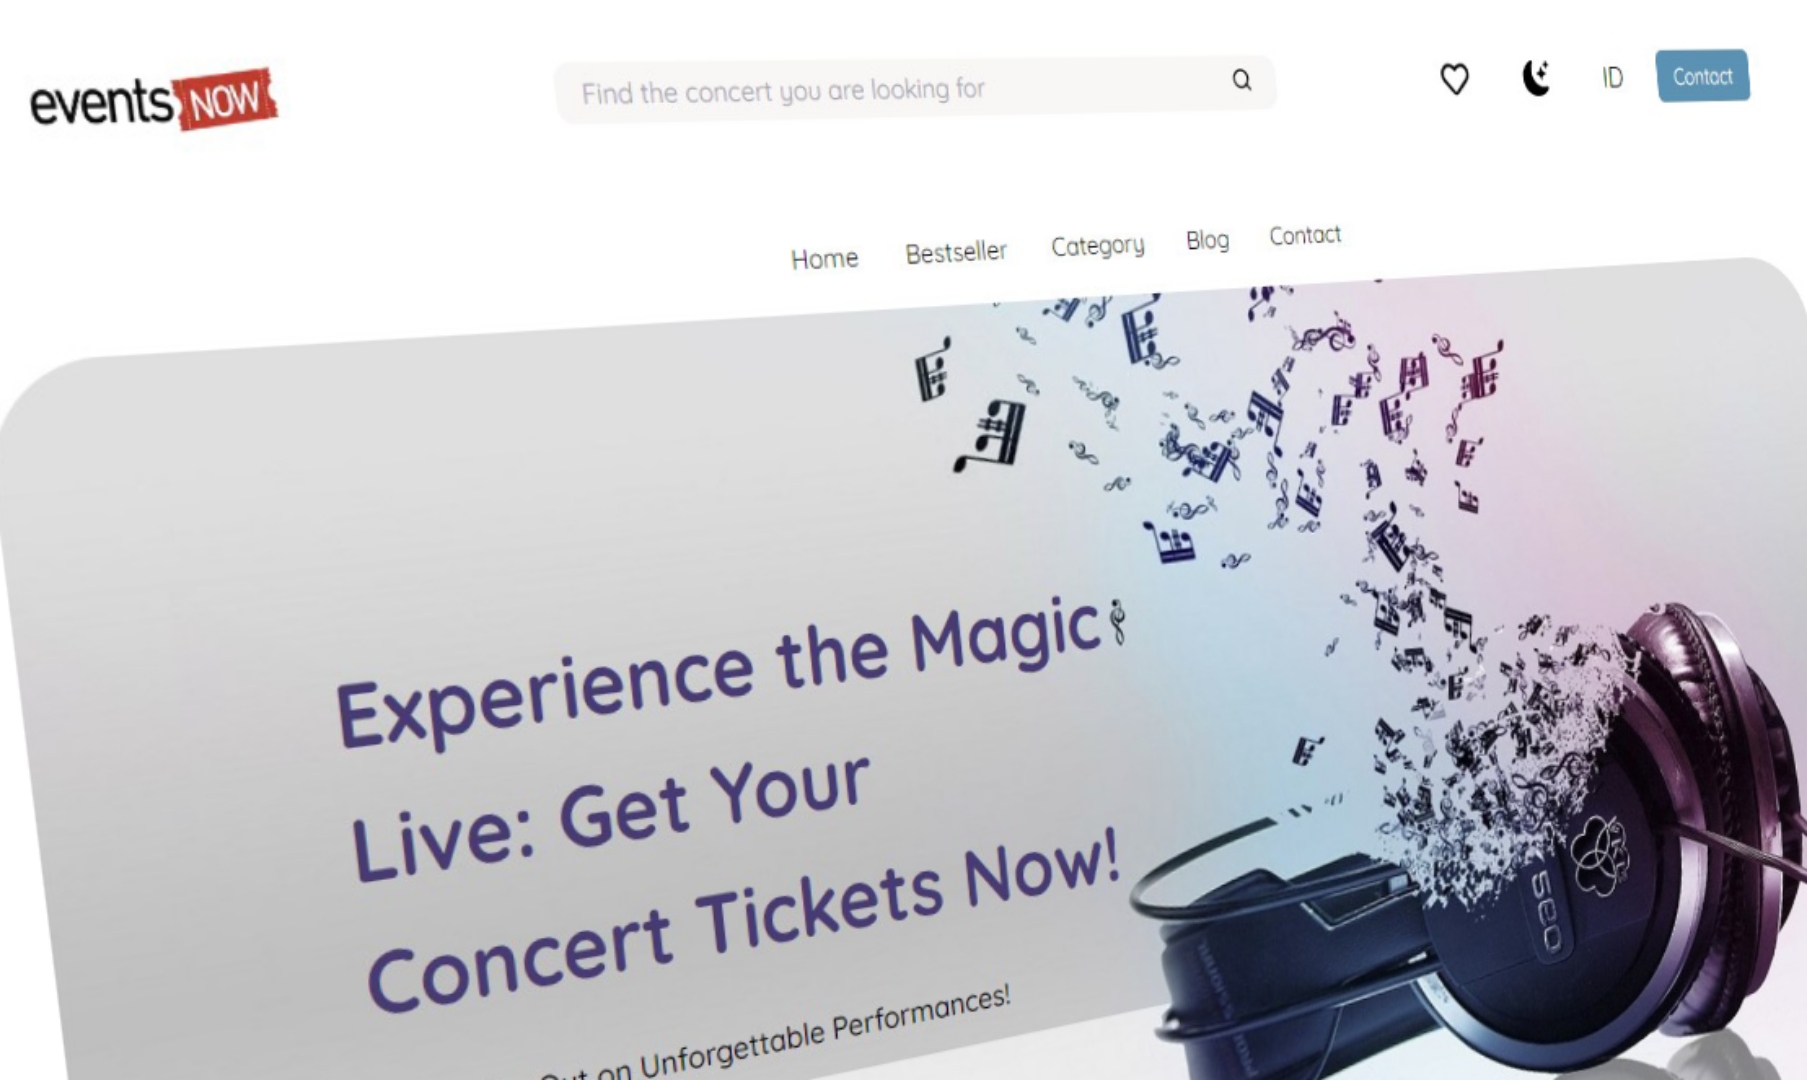 events NOW
Find the concert you are looking for
ID
Contact
Home Bestseller Category Blog Contact
Experience the Magic
Live: Get Your
Concert Tickets Now!
Out on Unforgettable Performances!